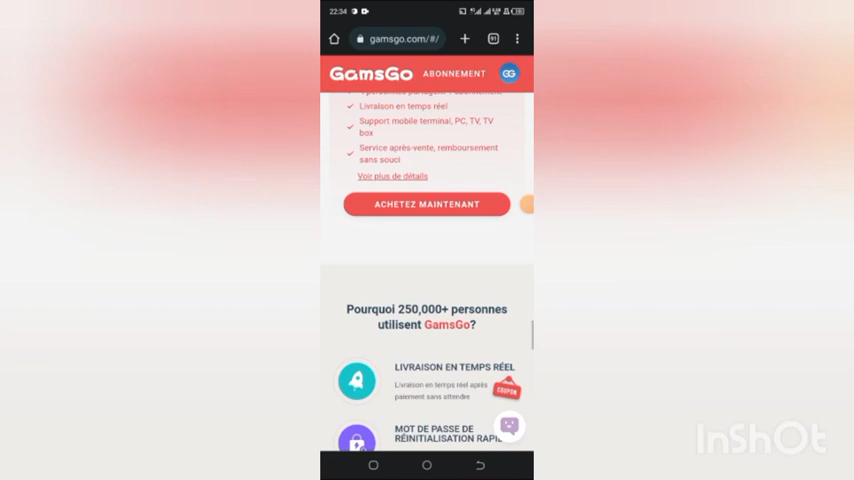 22:34
gamsgo.com/#/
91
GamsGo
ABONNEMENT
GG
Livraison en temps réel
Support mobile terminal, PC, TV, TV
box
Service après-vente, remboursement
sans souci
Voir plus de détails
ACHETEZ MAINTENANT
Pourquoi 250,000+ personnes
utilisent GamsGo?
LIVRAISON EN TEMPS RÉEL
Livraison en temps réel après
paiement sans attendre
COUPON
MOT DE PASSE DE
RÉINITIALISATION
InShOt